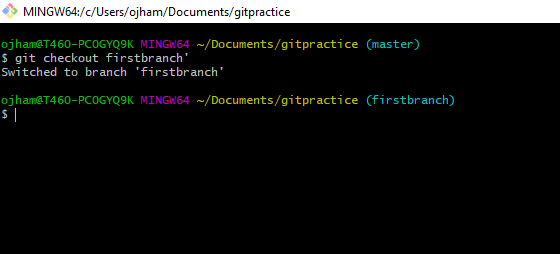 MINGW64:/c/Users/ojham/Documents/gitpractice
ojham@T460-PC0GYQ9K MINGW64 ~/Documents/gitpractice (master)
$ git checkout firstbranch'
Switched to branch 'firstbranch'
ojham@T460-PC0GYQ9K MINGW64 ~/Documents/gitpractice (firstbranch)
$